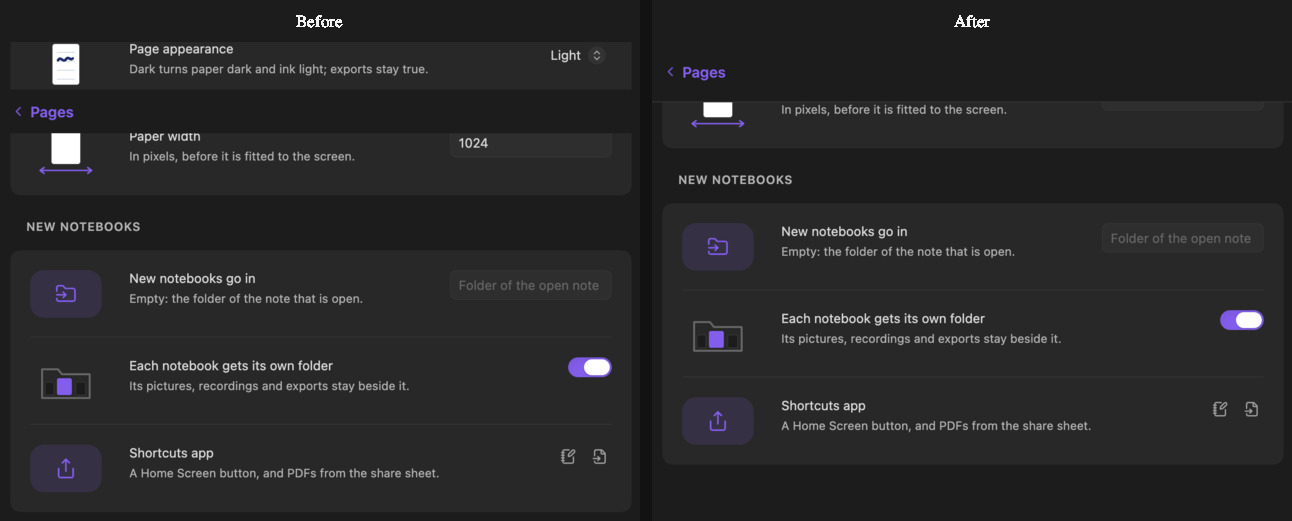 Before
Page appearance
Light
Dark turns paper dark and ink light; exports stay true.
Pages
Paper width
1024
In pixels, before it is fitted to the screen.
NEW NOTEBOOKS
New notebooks go in
Folder of the open note
Empty: the folder of the note that is open.
Each notebook gets its own folder
Its pictures, recordings and exports stay beside it.
Shortcuts app
A Home Screen button, and PDFs from the share sheet.
After
Pages
In pixels, before it is fitted to the screen.
NEW NOTEBOOKS
New notebooks go in
Folder of the open note
Empty: the folder of the note that is open.
Each notebook gets its own folder
Its pictures, recordings and exports stay beside it.
Shortcuts app
A Home Screen button, and PDFs from the share sheet.